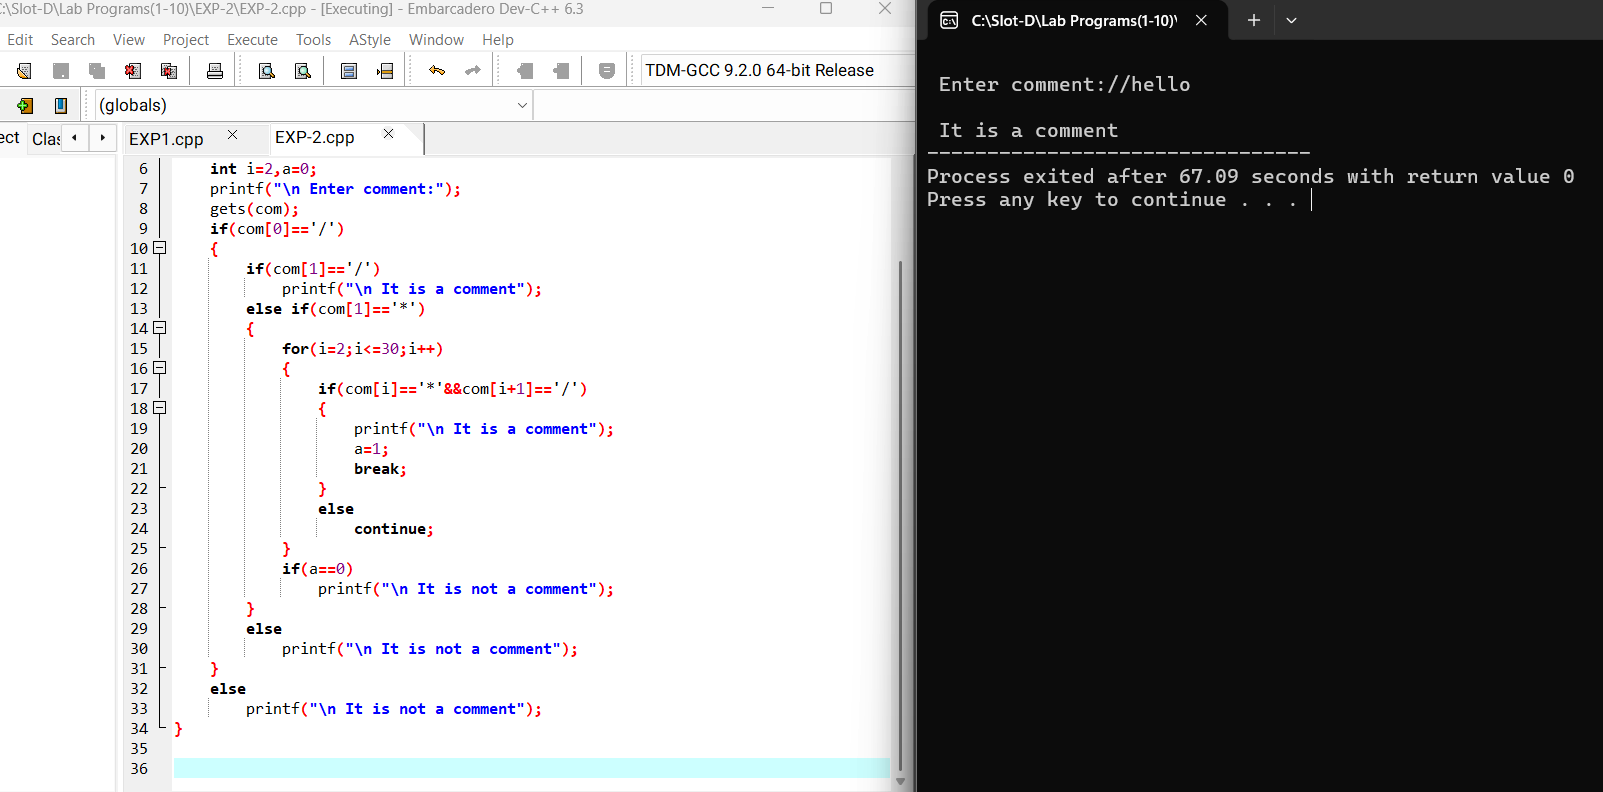 :\Slot-D\Lab Programs(1-10)\EXP-2\EXP-2.cpp - [Executing] - Embarcadero Dev-C++ 6.3
Edit Search View Project Execute Tools AStyle Window Help
TDM-GCC 9.2.0 64-bit Release
(globals)
ect Clas EXP1.cpp EXP-2.cpp
6 int i=2,a=0;
7 printf("\n Enter comment:");
8 gets(com);
9 if(com[0]=='/')
10 {
11 if(com[1]=='/')
12 printf("\n It is a comment");
13 else if(com[1]=='*')
14 {
15 for(i=2;i<=30;i++)
16 {
17 if(com[i]=='*'&&com[i+1]=='/')
18 {
19 printf("\n It is a comment");
20 a=1;
21 break;
22 }
23 else
24 continue;
25 }
26 if(a==0)
27 printf("\n It is not a comment");
28 }
29 else
30 printf("\n It is not a comment");
31 }
32 else
33 printf("\n It is not a comment");
34 }
35
36
C:\Slot-D\Lab Programs(1-10)\
Enter comment://hello
It is a comment
--------------------------------
Process exited after 67.09 seconds with return value 0
Press any key to continue . . .